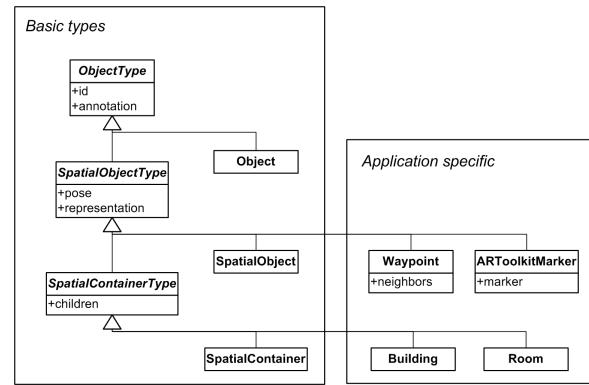 Basic types
ObjectType
+id
+annotation
Object
SpatialObjectType
+pose
+representation
SpatialObject
SpatialContainerType
+children
SpatialContainer
Application specific
Waypoint
+neighbors
ARToolkitMarker
+marker
Building
Room